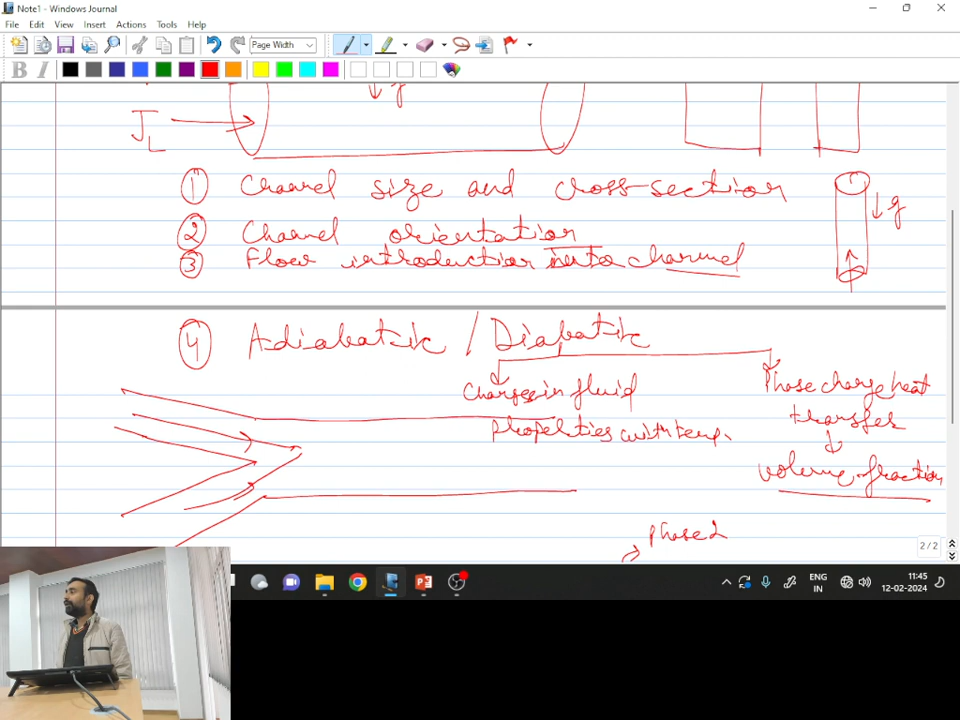 Note1 - Windows Journal
File Edit View Insert Actions Tools Help
Page Width
B I
g
J_L
① Channel size and cross-section
② Channel orientation
③ Flow introduction into channel
g
④ Adiabatic / Diabatic
Changes in fluid
properties with temp.
Phase change heat
transfer
volume fraction
Phase 2
2 / 2
ENG
IN
11:45
12-02-2024